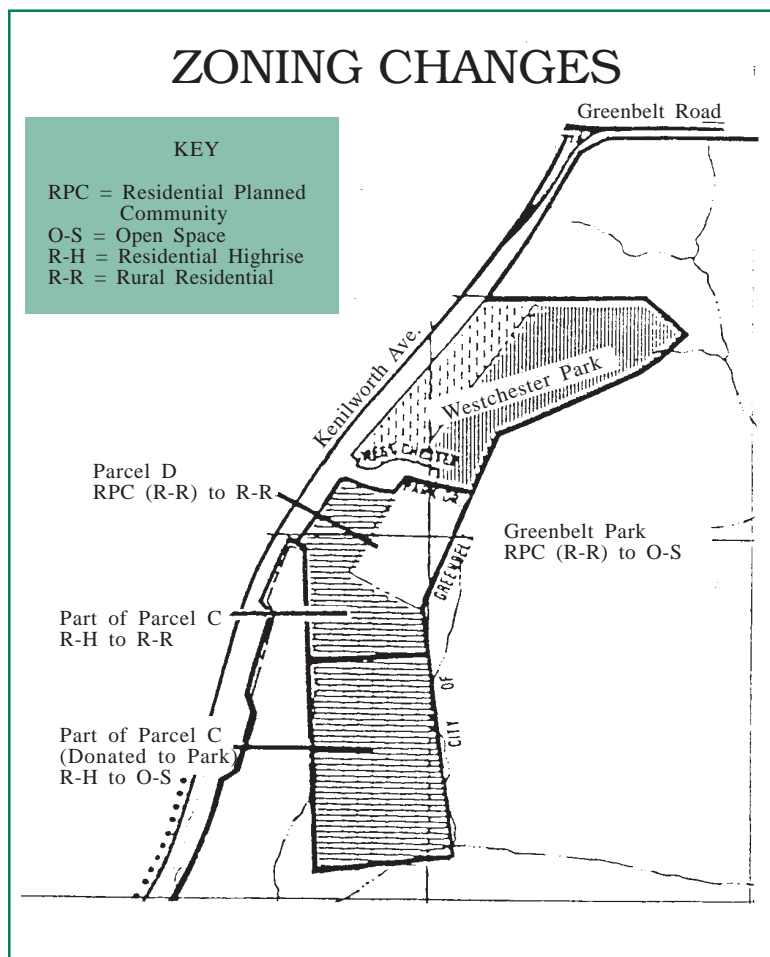 ZONING CHANGES
Greenbelt Road
KEY
RPC = Residential Planned
Community
O-S = Open Space
R-H = Residential Highrise
R-R = Rural Residential
Kenilworth Ave.
Westchester Park
WESTCHESTER
PARK DR
Parcel D
RPC (R-R) to R-R
Greenbelt Park
RPC (R-R) to O-S
Part of Parcel C
R-H to R-R
Part of Parcel C
(Donated to Park)
R-H to O-S
CITY OF GREENBEL